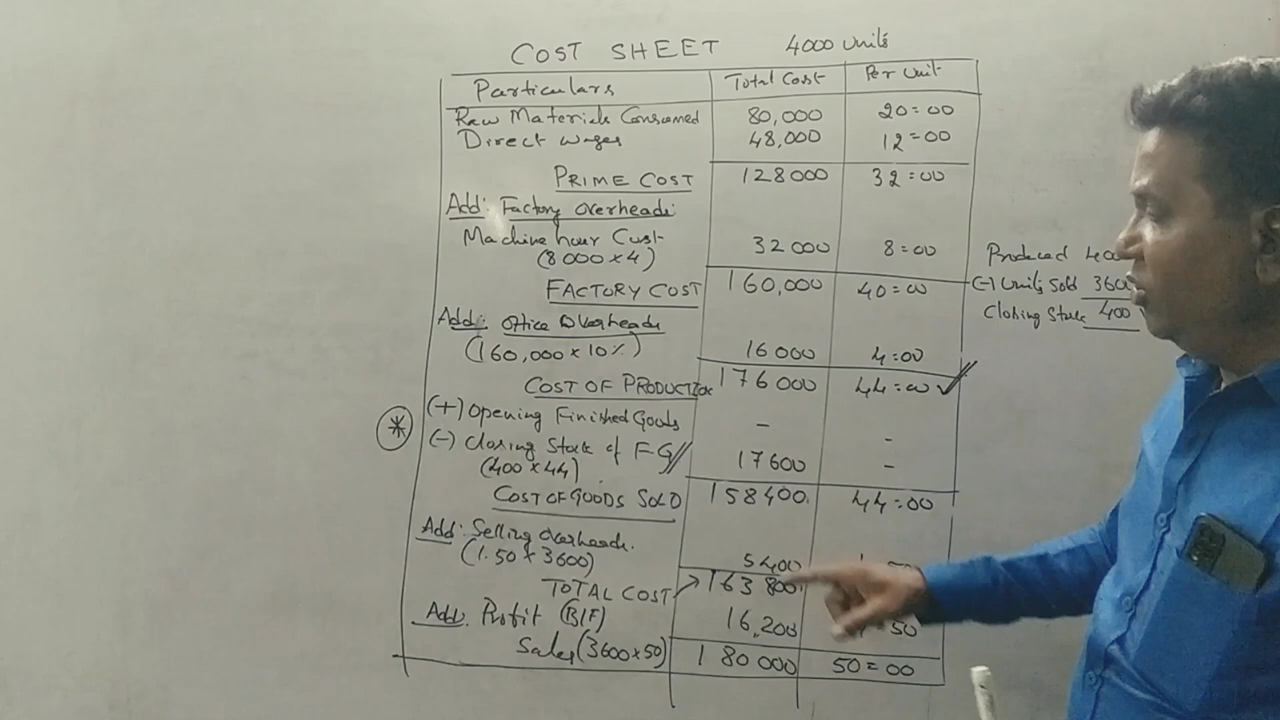 COST SHEET 4000 Units
Particulars Total Cost Per Unit
Raw Materials Consumed 80,000 20=00
Direct wages 48,000 12=00
PRIME COST 128000 32=00
Add: Factory overheads:
Machine hour Cost 32000 8=00
(8000×4)
FACTORY COST 160,000 40=00
Add: Office Overheads
(160,000×10%) 16000 4=00
COST OF PRODUCTION 176000 44=00 ✓
(+) Opening Finished Goods - -
(-) Closing Stock of FG// 17600 -
(400×44)
COST OF GOODS SOLD 158400 44=00
Add: Selling Overheads.
(1.50×3600) 5400
TOTAL COST → 163800
Add: Profit (B/F) 16,200 50
Sales (3600×50) 180000 50=00
Produced
(-) Units Sold 3600
Closing Stock 400